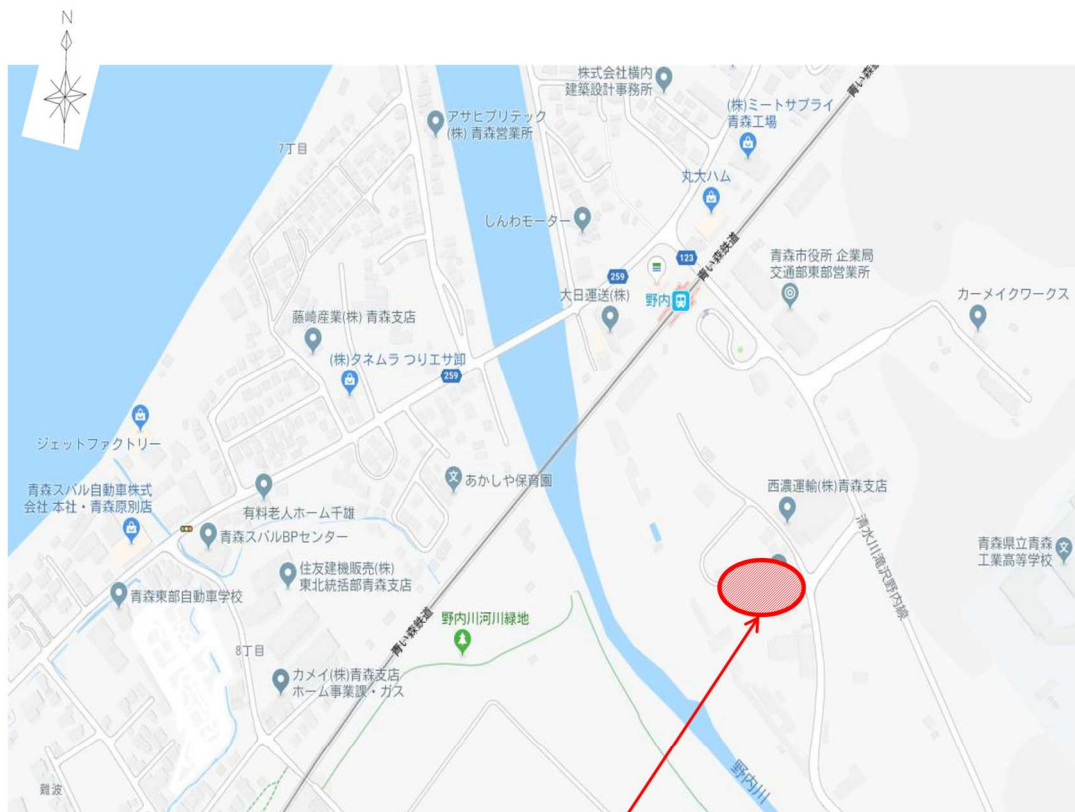 N
株式会社横内
建築設計事務所
アサヒプリテック
(株) 青森営業所
(株)ミートサプライ
青森工場
7丁目
丸大ハム
しんわモーター
青い森鉄道
123
259
青森市役所 企業局
交通部東部営業所
大日運送(株)
野内
カーメイクワークス
藤崎産業(株) 青森支店
(株)タネムラ つりエサ卸
259
ジェットファクトリー
あかしや保育園
西濃運輸(株)青森支店
青森スバル自動車株式
会社 本社・青森原別店
有料老人ホーム千雄
青森スバルBPセンター
清水川滝沢野内線
青森県立青森
工業高等学校
住友建機販売(株)
東北統括部青森支店
青森東部自動車学校
野内川河川緑地
青い森鉄道
8丁目
カメイ(株)青森支店
ホーム事業課・ガス
野内川
難波